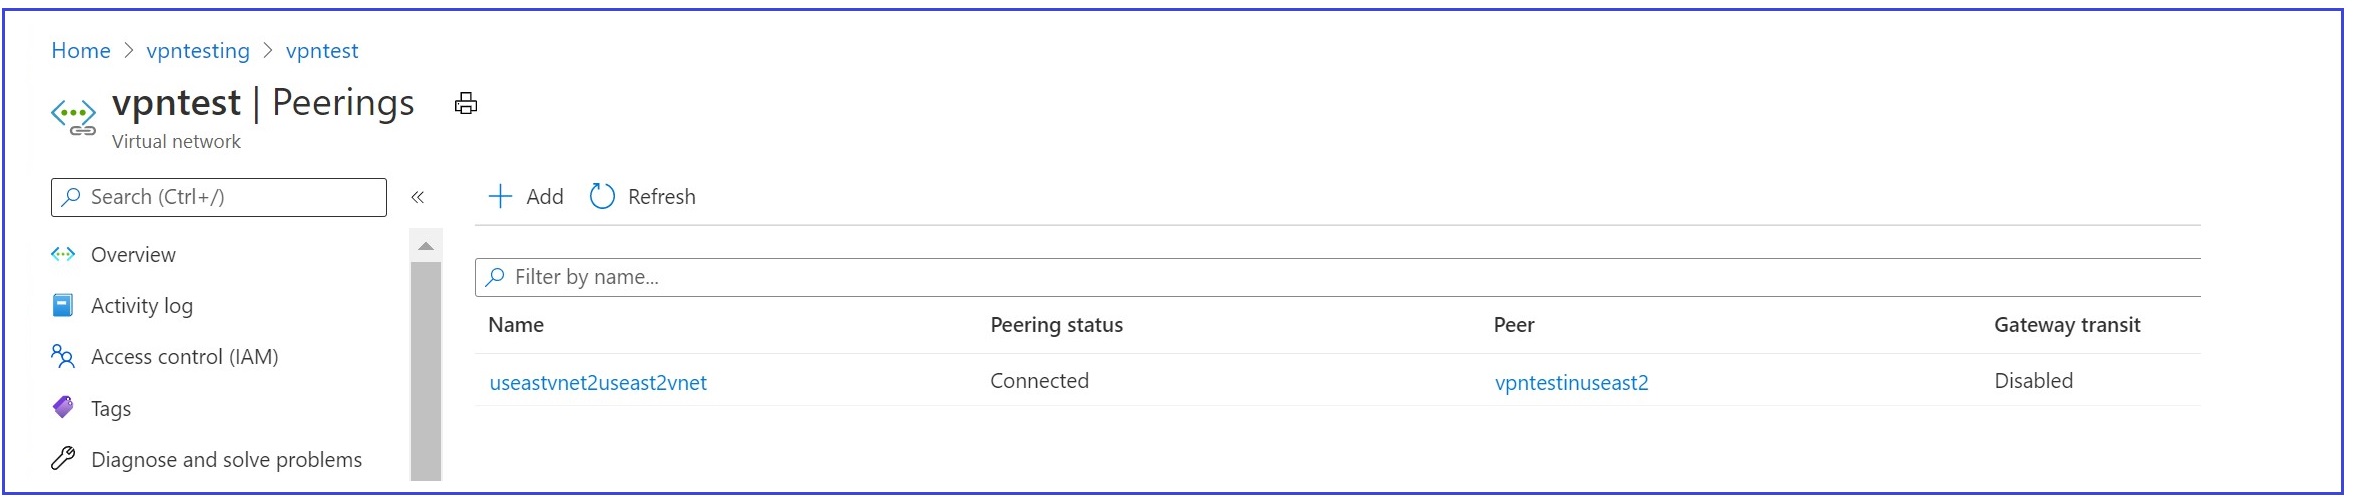 Home > vpntesting > vpntest
vpntest | Peerings
Virtual network
Search (Ctrl+/)
«
Add
Refresh
Overview
Activity log
Access control (IAM)
Tags
Diagnose and solve problems
Filter by name...
Name Peering status Peer Gateway transit
useastvnet2useast2vnet Connected vpntestinuseast2 Disabled